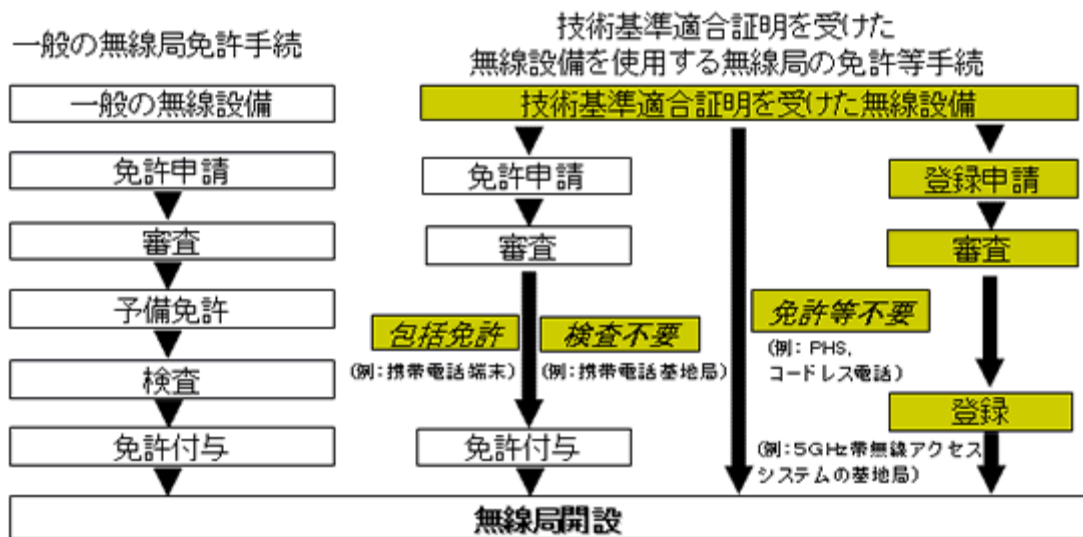 一般の無線局免許手続
技術基準適合証明を受けた
無線設備を使用する無線局の免許等手続
一般の無線設備
免許申請
審査
予備免許
検査
免許付与
技術基準適合証明を受けた無線設備
免許申請
審査
包括免許
(例:携帯電話端末)
検査不要
(例:携帯電話基地局)
免許付与
免許等不要
(例: PHS,
コードレス電話)
登録申請
審査
登録
(例:5GHz帯無線アクセス
システムの基地局)
無線局開設